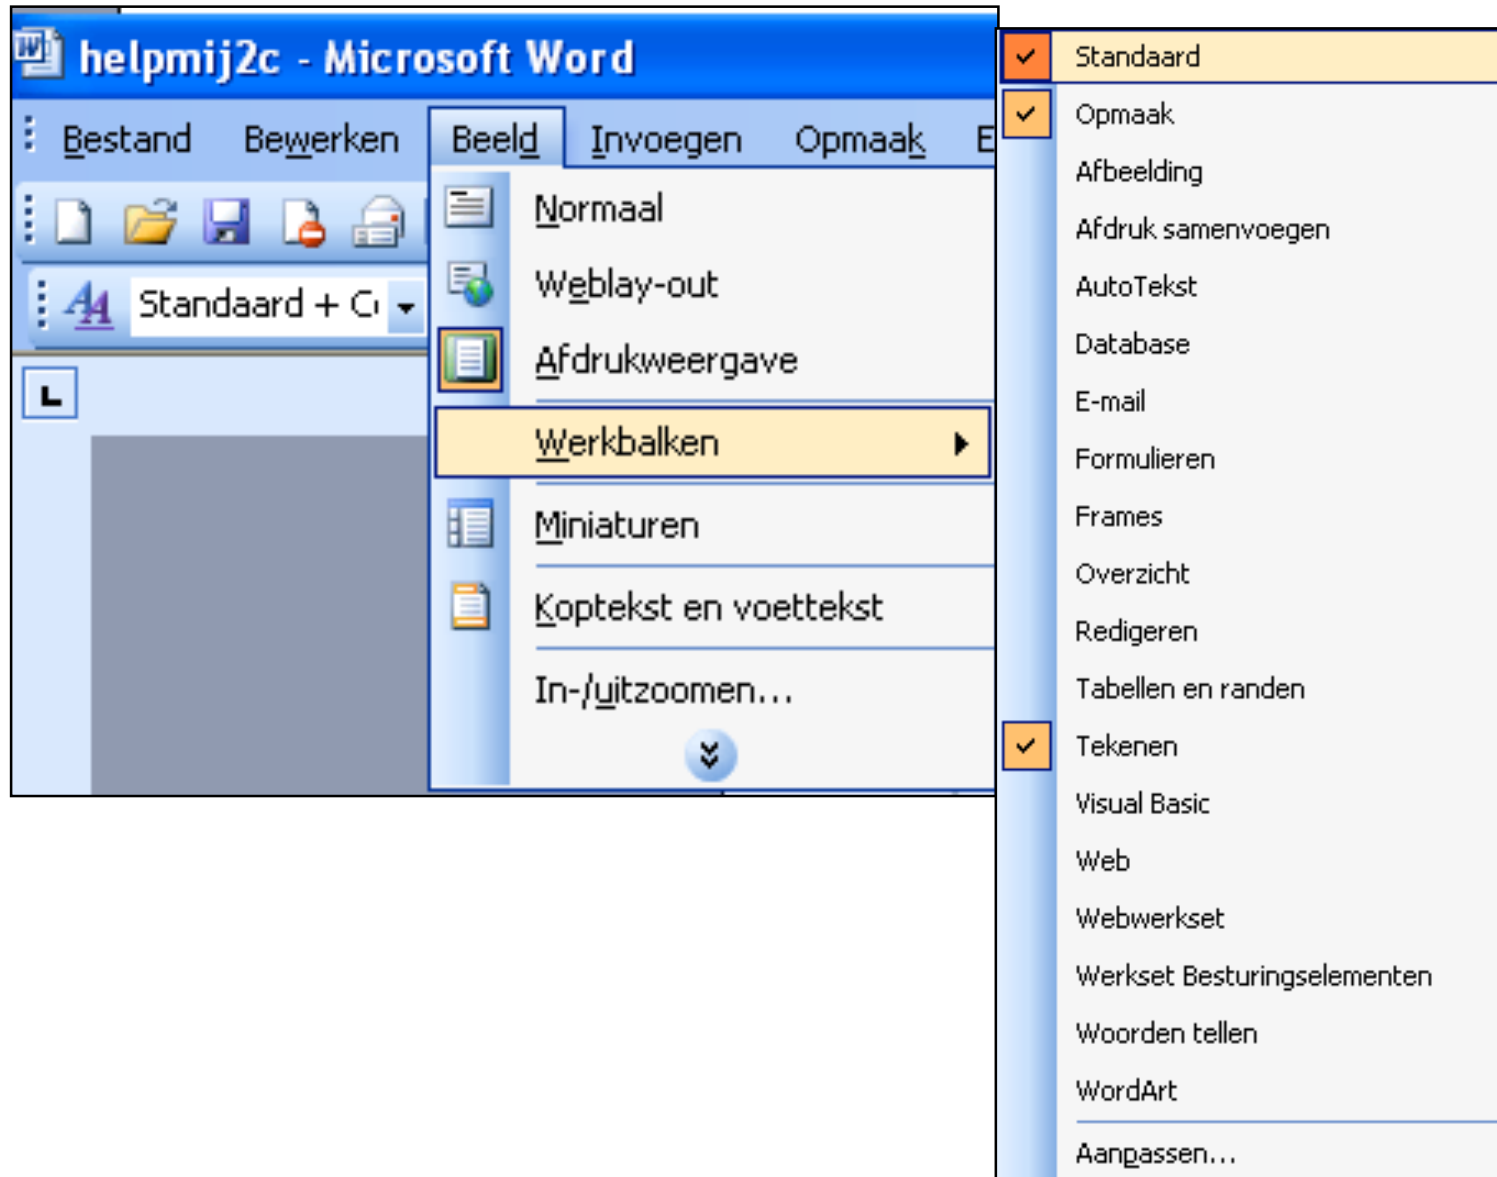 helpmij2c - Microsoft Word
Bestand Bewerken Beeld Invoegen Opmaak E
Standaard + C
Normaal
Weblay-out
Afdrukweergave
Werkbalken
Miniaturen
Koptekst en voettekst
In-/uitzoomen...
Standaard
Opmaak
Afbeelding
Afdruk samenvoegen
AutoTekst
Database
E-mail
Formulieren
Frames
Overzicht
Redigeren
Tabellen en randen
Tekenen
Visual Basic
Web
Webwerkset
Werkset Besturingselementen
Woorden tellen
WordArt
Aanpassen...